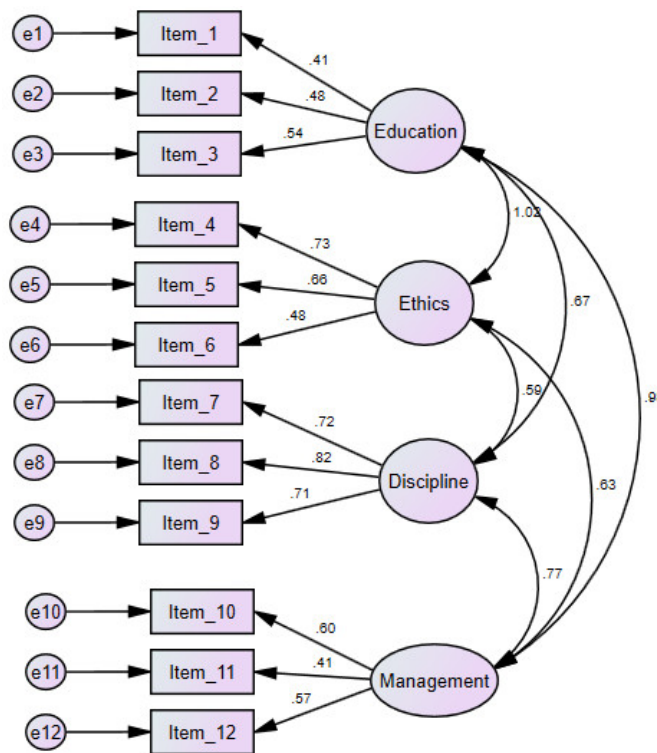 e1 Item_1
.41
e2 Item_2
.48
Education
e3 Item_3
.54
e4 Item_4
1.02
.73
e5 Item_5
.66
Ethics
.67
e6 Item_6
.48
e7 Item_7
.59
.72
e8 Item_8
.82
Discipline
.63
e9 Item_9
.71
.77
e10 Item_10
.60
e11 Item_11
.41
Management
e12 Item_12
.57